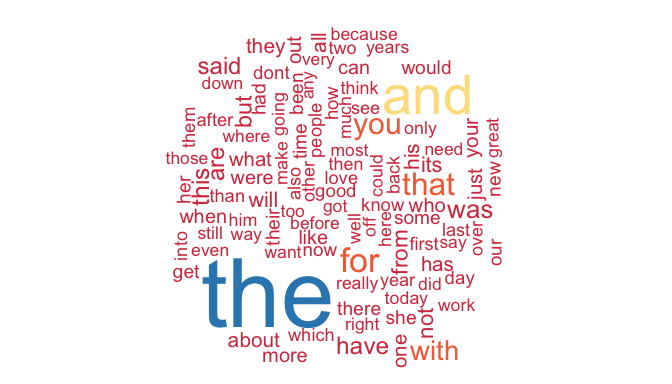 because
they
out
all
two
years
said
very
can
would
down
dont
any
think
and
but
had
been
how
much
see
them
after
going
people
you
only
your
great
where
time
new
those
are
what
make
also
other
most
then
could
his
its
need
just
her
this
were
love
back
that
than
will
good
too
their
got
know
who
was
when
him
before
well
off
here
some
last
into
still
way
like
from
first
say
over
our
even
want
now
for
has
get
the
really
year
did
day
there
today
work
about
which
right
she
not
more
have
one
with